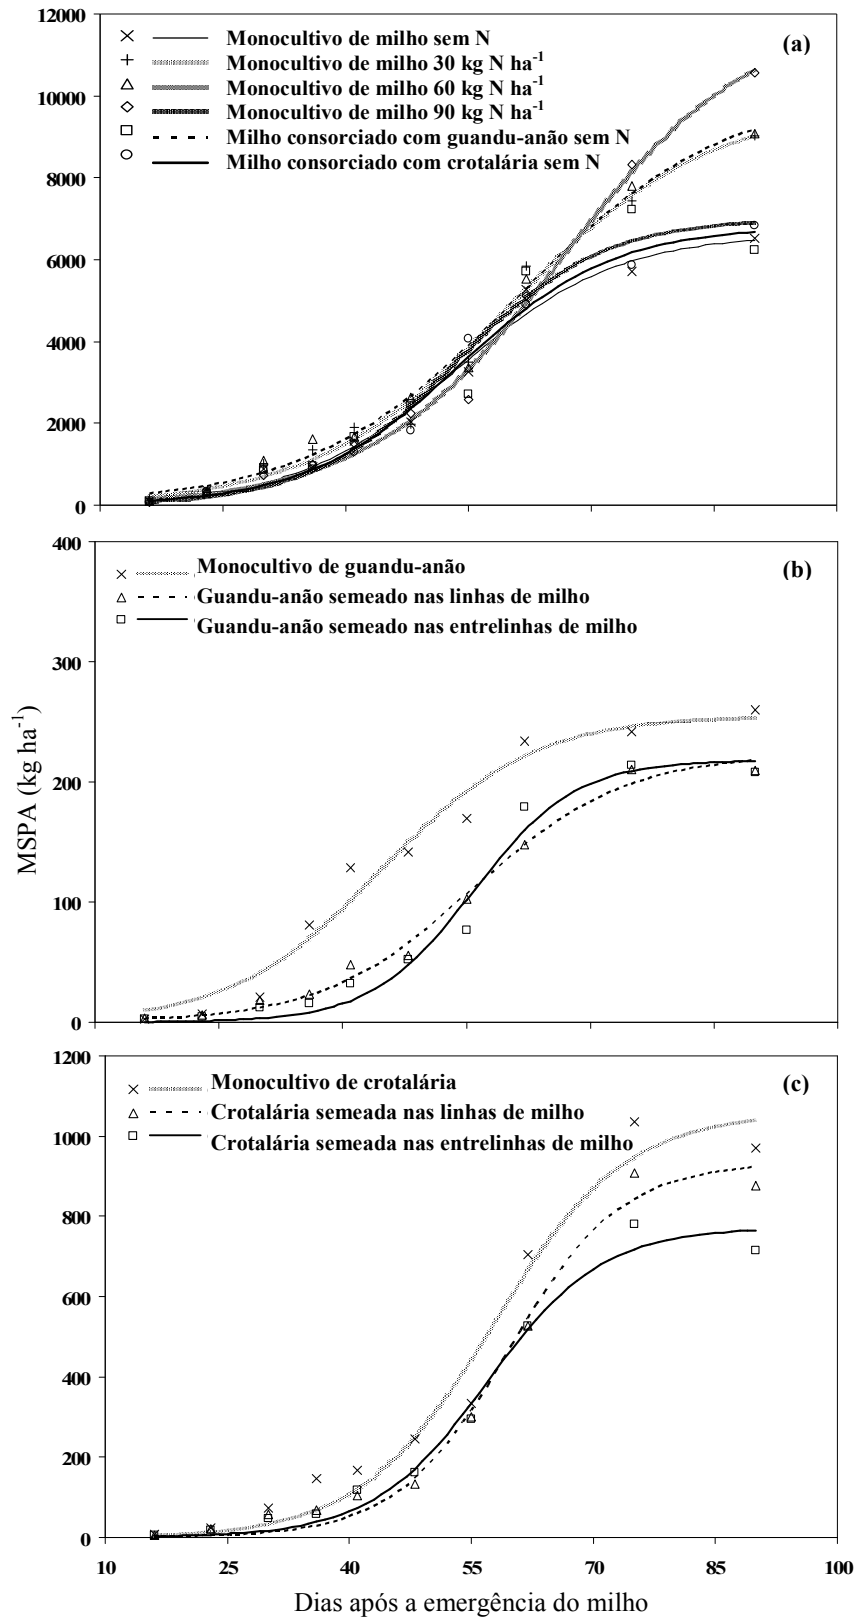 12000
10000
8000
6000
4000
2000
0
(a)
Monocultivo de milho sem N
Monocultivo de milho 30 kg N ha⁻¹
Monocultivo de milho 60 kg N ha⁻¹
Monocultivo de milho 90 kg N ha⁻¹
Milho consorciado com guandu-anão sem N
Milho consorciado com crotalária sem N
MSPA (kg ha⁻¹)
400
300
200
100
0
(b)
Monocultivo de guandu-anão
Guandu-anão semeado nas linhas de milho
Guandu-anão semeado nas entrelinhas de milho
1200
1000
800
600
400
200
0
(c)
Monocultivo de crotalária
Crotalária semeada nas linhas de milho
Crotalária semeada nas entrelinhas de milho
10 25 40 55 70 85 100
Dias após a emergência do milho